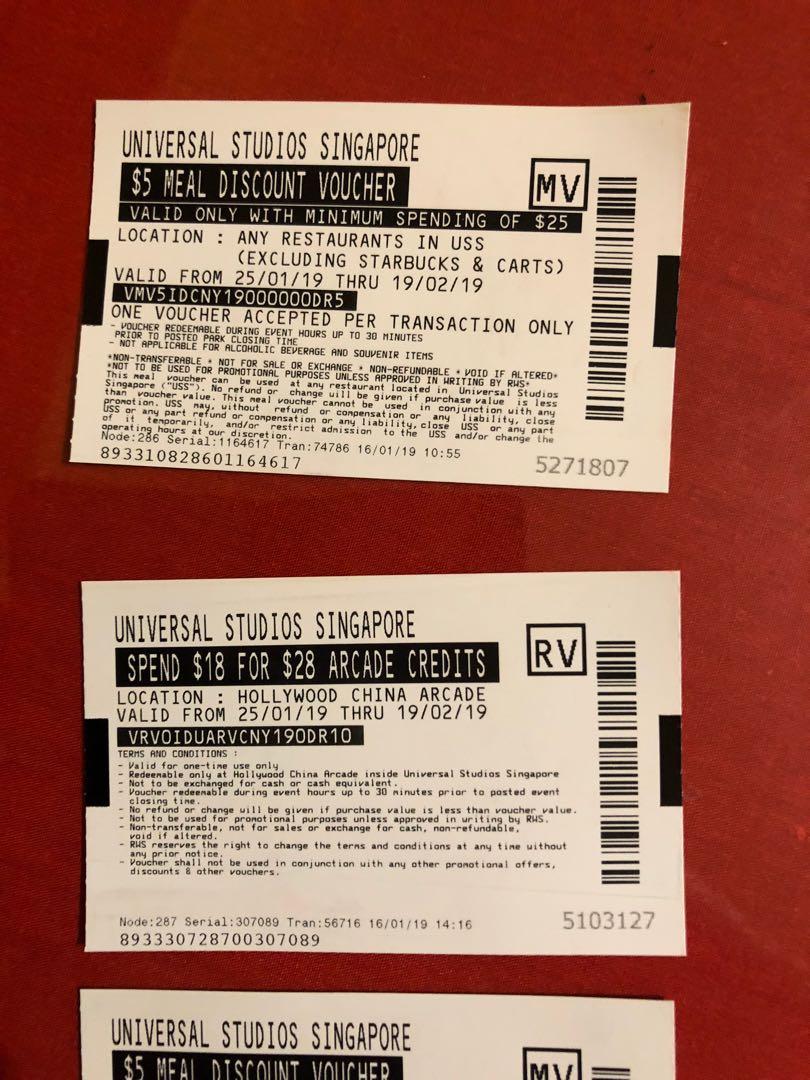 UNIVERSAL STUDIOS SINGAPORE
$5 MEAL DISCOUNT VOUCHER
MV
VALID ONLY WITH MINIMUM SPENDING OF $25
LOCATION : ANY RESTAURANTS IN USS
(EXCLUDING STARBUCKS & CARTS)
VALID FROM 25/01/19 THRU 19/02/19
VMV5IDCNY19000000DR5
ONE VOUCHER ACCEPTED PER TRANSACTION ONLY
- VOUCHER REDEEMABLE DURING EVENT HOURS UP TO 30 MINUTES
PRIOR TO POSTED PARK CLOSING TIME
- NOT APPLICABLE FOR ALCOHOLIC BEVERAGE AND SOUVENIR ITEMS
*NON-TRANSFERABLE * NOT FOR SALE OR EXCHANGE * NON-REFUNDABLE * VOID IF ALTERED*
*NOT TO BE USED FOR PROMOTIONAL PURPOSES UNLESS APPROVED IN WRITING BY RWS*
This meal voucher can be used at any restaurant located in Universal Studios
Singapore ("USS"). No refund or change will be given if purchase value is less
than voucher value. This meal voucher cannot be used in conjunction with any
promotion. USS may, without refund or compensation or any liability, close
USS or any part refund or compensation or any liability, close USS or any part
of it temporarily, and/or restrict admission to the USS and/or change the
operating hours at our discretion.
Node:286 Serial:1164617 Tran:74786 16/01/19 10:55
893310828601164617
5271807
UNIVERSAL STUDIOS SINGAPORE
SPEND $18 FOR $28 ARCADE CREDITS
RV
LOCATION : HOLLYWOOD CHINA ARCADE
VALID FROM 25/01/19 THRU 19/02/19
VRVOIDUARVCNY190DR10
TERMS AND CONDITIONS :
- Valid for one-time use only
- Redeemable only at Hollywood China Arcade inside Universal Studios Singapore
- Not to be exchanged for cash or cash equivalent.
- Voucher redeemable during event hours up to 30 minutes prior to posted event
closing time.
- No refund or change will be given if purchase value is less than voucher value.
- Not to be used for promotional purposes unless approved in writing by RWS.
- Non-transferable, not for sales or exchange for cash, non-refundable,
void if altered.
- RWS reserves the right to change the terms and conditions at any time without
any prior notice.
- Voucher shall not be used in conjunction with any other promotional offers,
discounts & other vouchers.
Node:287 Serial:307089 Tran:56716 16/01/19 14:16
893330728700307089
5103127
UNIVERSAL STUDIOS SINGAPORE
$5 MEAL DISCOUNT VOUCHER
MV